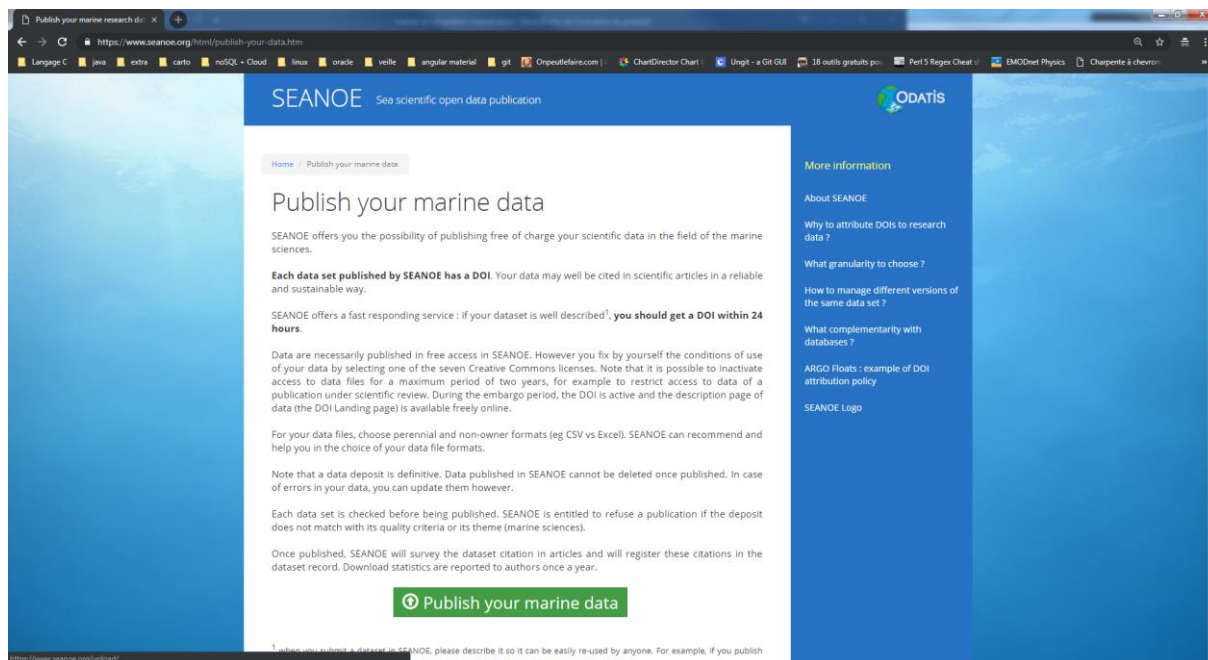 Publish your marine research da
https://www.seanoe.org/html/publish-your-data.htm
Langage C java extra carto noSQL + Cloud linux oracle veille angular material git Onpeutlefaire.com | ChartDirector Chart Ungit - a Git GUI 18 outils gratuits pou Perl 5 Regex Cheat s EMODnet Physics Charpente à chevron »
SEANOE Sea scientific open data publication
ODATIS
Home / Publish your marine data
Publish your marine data
SEANOE offers you the possibility of publishing free of charge your scientific data in the field of the marine
sciences.
Each data set published by SEANOE has a DOI. Your data may well be cited in scientific articles in a reliable
and sustainable way.
SEANOE offers a fast responding service : if your dataset is well described1, you should get a DOI within 24
hours.
Data are necessarily published in free access in SEANOE. However you fix by yourself the conditions of use
of your data by selecting one of the seven Creative Commons licenses. Note that it is possible to inactivate
access to data files for a maximum period of two years, for example to restrict access to data of a
publication under scientific review. During the embargo period, the DOI is active and the description page of
data (the DOI Landing page) is available freely online.
For your data files, choose perennial and non-owner formats (eg CSV vs Excel). SEANOE can recommend and
help you in the choice of your data file formats.
Note that a data deposit is definitive. Data published in SEANOE cannot be deleted once published. In case
of errors in your data, you can update them however.
Each data set is checked before being published. SEANOE is entitled to refuse a publication if the deposit
does not match with its quality criteria or its theme (marine sciences).
Once published, SEANOE will survey the dataset citation in articles and will register these citations in the
dataset record. Download statistics are reported to authors once a year.
Publish your marine data
1 when you submit a dataset in SEANOE, please describe it so it can be easily re-used by anyone. For example, if you publish
More information
About SEANOE
Why to attribute DOIs to research
data ?
What granularity to choose ?
How to manage different versions of
the same data set ?
What complementarity with
databases ?
ARGO Floats : example of DOI
attribution policy
SEANOE Logo
https://www.seanoe.org/upload/